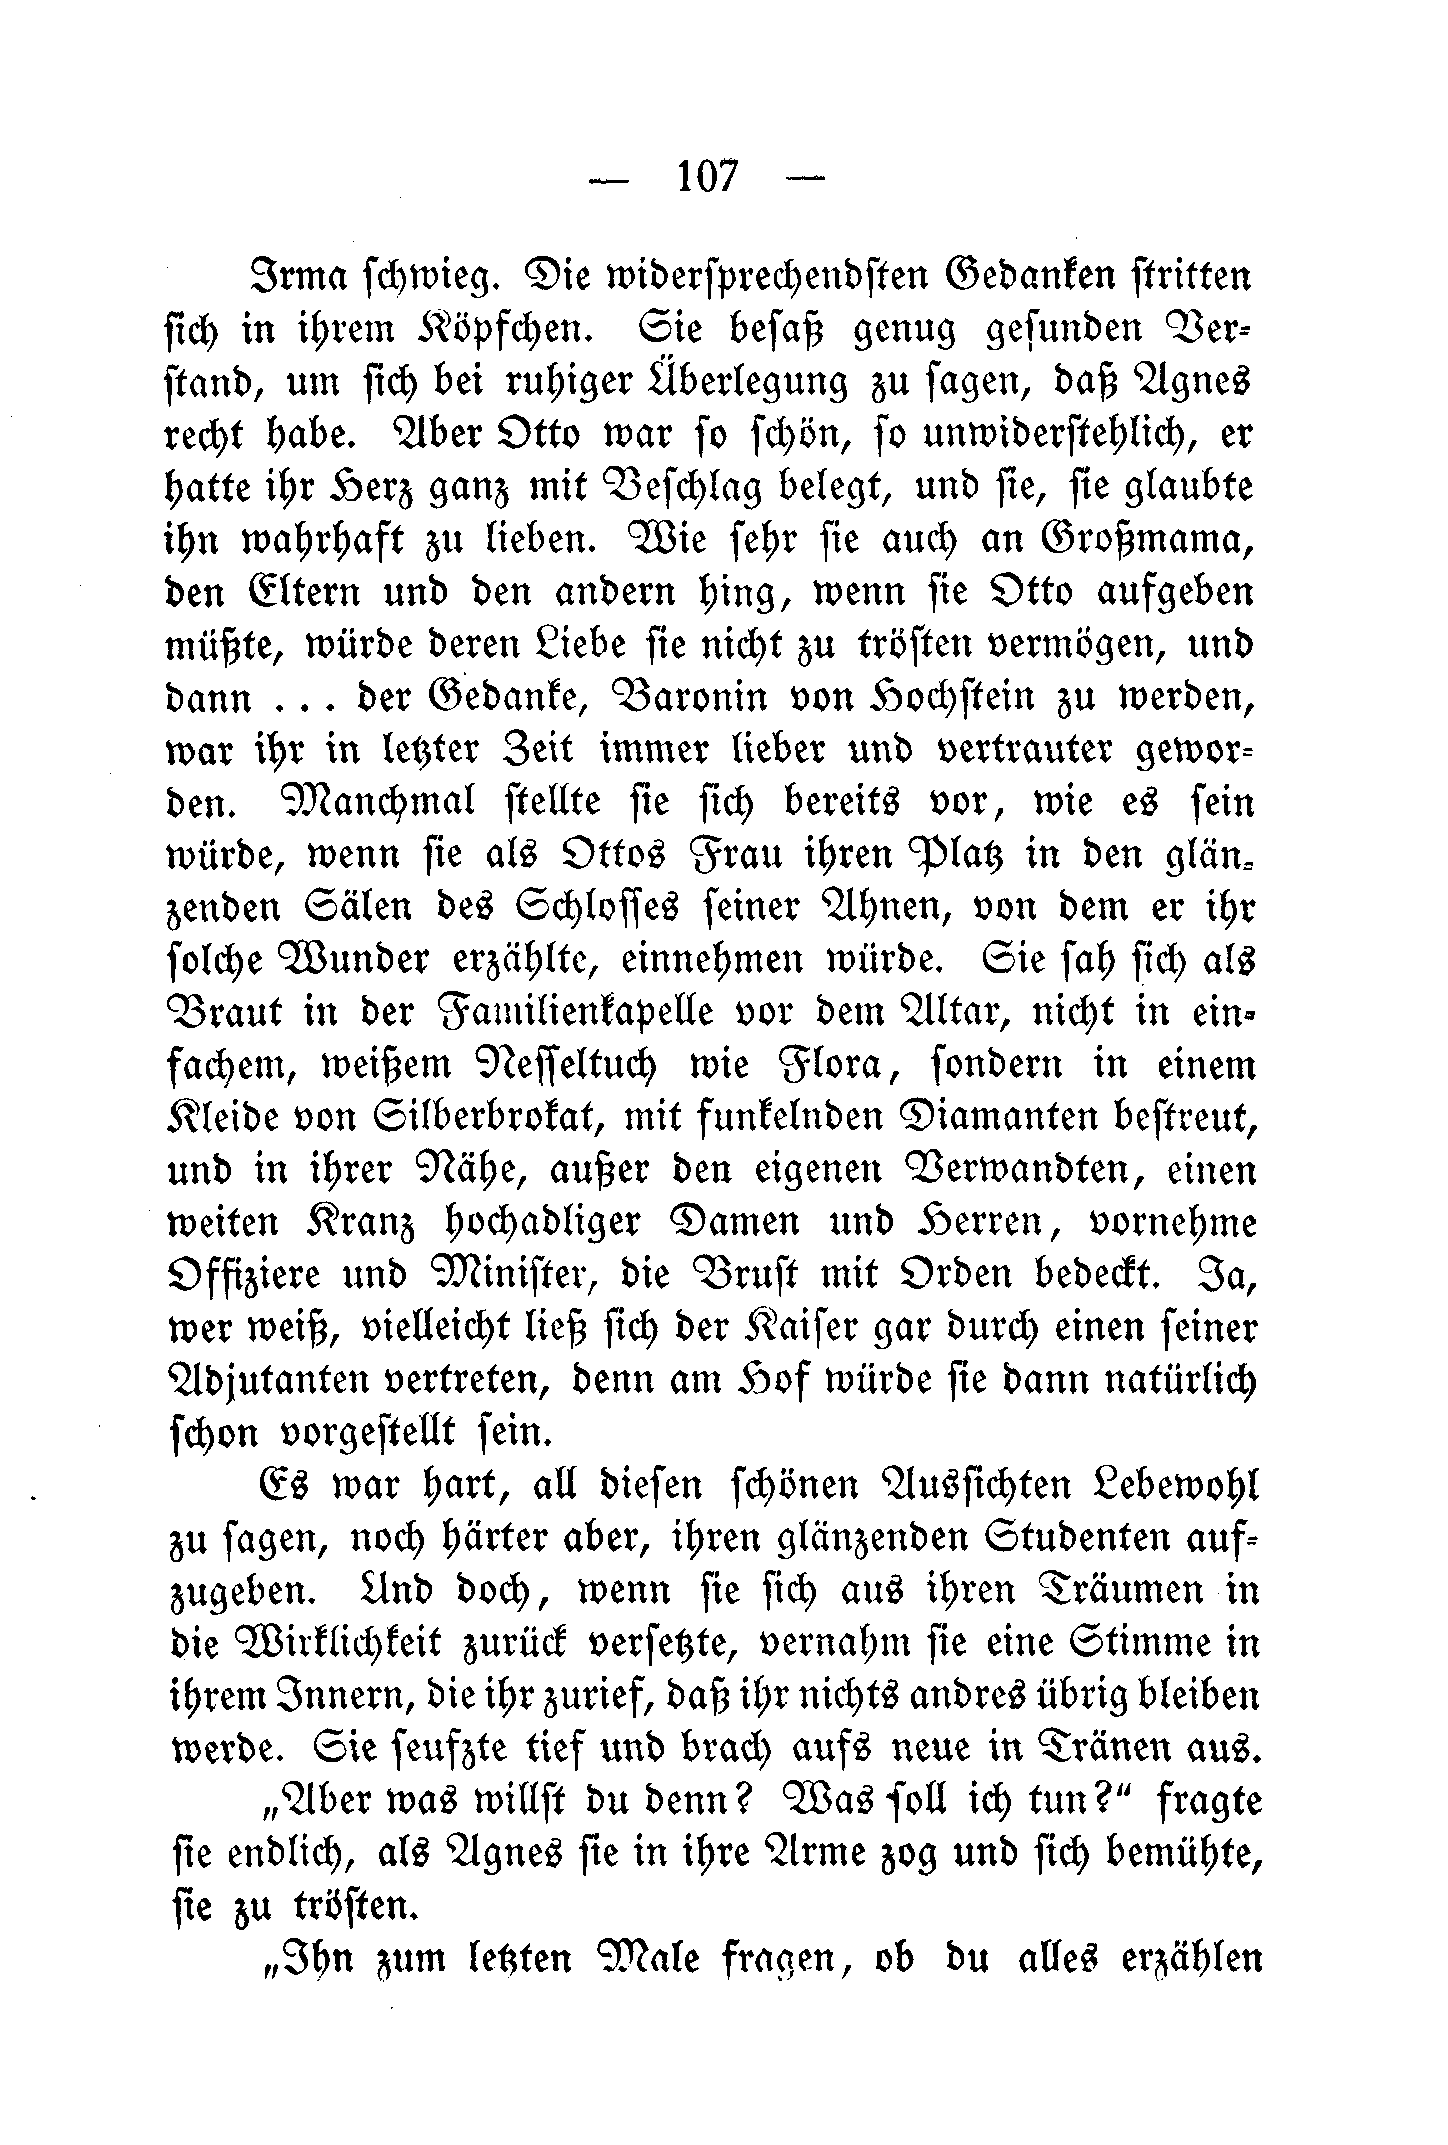 — 107 —
Irma schwieg. Die widersprechendsten Gedanken stritten
sich in ihrem Köpfchen. Sie besaß genug gesunden Ver-
stand, um sich bei ruhiger Überlegung zu sagen, daß Agnes
recht habe. Aber Otto war so schön, so unwiderstehlich, er
hatte ihr Herz ganz mit Beschlag belegt, und sie, sie glaubte
ihn wahrhaft zu lieben. Wie sehr sie auch an Großmama,
den Eltern und den andern hing, wenn sie Otto aufgeben
müßte, würde deren Liebe sie nicht zu trösten vermögen, und
dann . . . der Gedanke, Baronin von Hochstein zu werden,
war ihr in letzter Zeit immer lieber und vertrauter gewor-
den. Manchmal stellte sie sich bereits vor, wie es sein
würde, wenn sie als Ottos Frau ihren Platz in den glän-
zenden Sälen des Schlosses seiner Ahnen, von dem er ihr
solche Wunder erzählte, einnehmen würde. Sie sah sich als
Braut in der Familienkapelle vor dem Altar, nicht in ein-
fachem, weißem Nesseltuch wie Flora, sondern in einem
Kleide von Silberbrokat, mit funkelnden Diamanten bestreut,
und in ihrer Nähe, außer den eigenen Verwandten, einen
weiten Kranz hochadliger Damen und Herren, vornehme
Offiziere und Minister, die Brust mit Orden bedeckt. Ja,
wer weiß, vielleicht ließ sich der Kaiser gar durch einen seiner
Adjutanten vertreten, denn am Hof würde sie dann natürlich
schon vorgestellt sein.
Es war hart, all diesen schönen Aussichten Lebewohl
zu sagen, noch härter aber, ihren glänzenden Studenten auf-
zugeben. Und doch, wenn sie sich aus ihren Träumen in
die Wirklichkeit zurück versetzte, vernahm sie eine Stimme in
ihrem Innern, die ihr zurief, daß ihr nichts andres übrig bleiben
werde. Sie seufzte tief und brach aufs neue in Tränen aus.
„Aber was willst du denn? Was soll ich tun?“ fragte
sie endlich, als Agnes sie in ihre Arme zog und sich bemühte,
sie zu trösten.
„Ihn zum letzten Male fragen, ob du alles erzählen